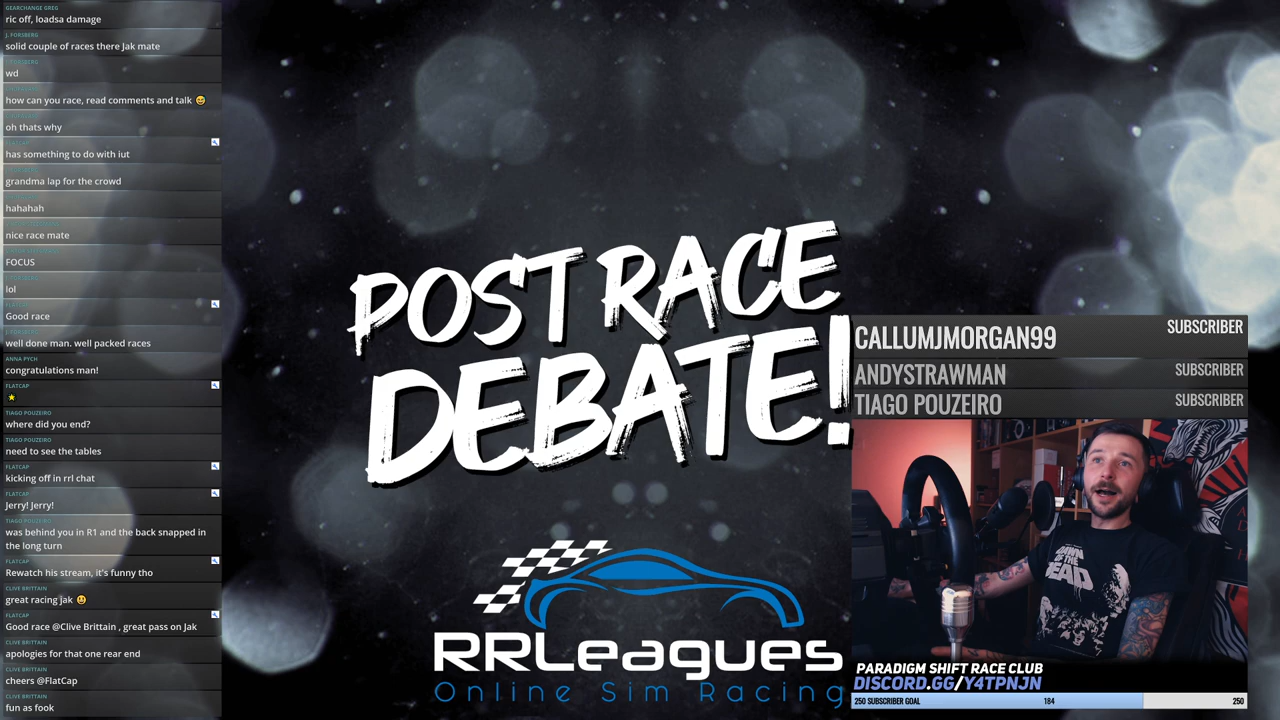 GEARCHANGE GREG
ric off, loadsa damage
J. FORSBERG
solid couple of races there Jak mate
wd
how can you race, read comments and talk
oh thats why
has something to do with iut
grandma lap for the crowd
hahahah
nice race mate
FOCUS
lol
Good race
J. FORSBERG
well done man. well packed races
ANNA PYCH
congratulations man!
FLATCAP
TIAGO POUZEIRO
where did you end?
TIAGO POUZEIRO
need to see the tables
FLATCAP
kicking off in rrl chat
FLATCAP
Jerry! Jerry!
TIAGO POUZEIRO
was behind you in R1 and the back snapped in
the long turn
FLATCAP
Rewatch his stream, it's funny tho
CLIVE BRITTAIN
great racing jak
FLATCAP
Good race @Clive Brittain , great pass on Jak
CLIVE BRITTAIN
apologies for that one rear end
CLIVE BRITTAIN
cheers @FlatCap
CLIVE BRITTAIN
fun as fook
POST RACE
DEBATE!
RRLeagues
Online Sim Racing
CALLUMJMORGAN99 SUBSCRIBER
ANDYSTRAWMAN SUBSCRIBER
TIAGO POUZEIRO SUBSCRIBER
DAWN
OF THE
DEAD
PARADIGM SHIFT RACE CLUB
DISCORD.GG/Y4TPNJN
250 SUBSCRIBER GOAL 184 250